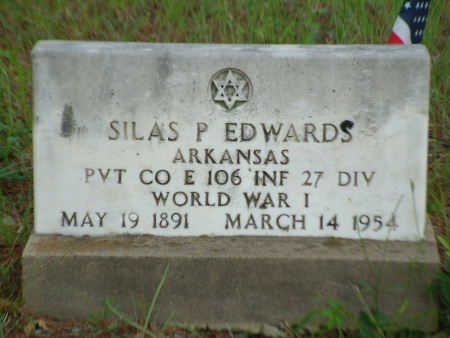 SILAS P EDWARDS
ARKANSAS
PVT CO E 106 INF 27 DIV
WORLD WAR I
MAY 19 1891 MARCH 14 1954